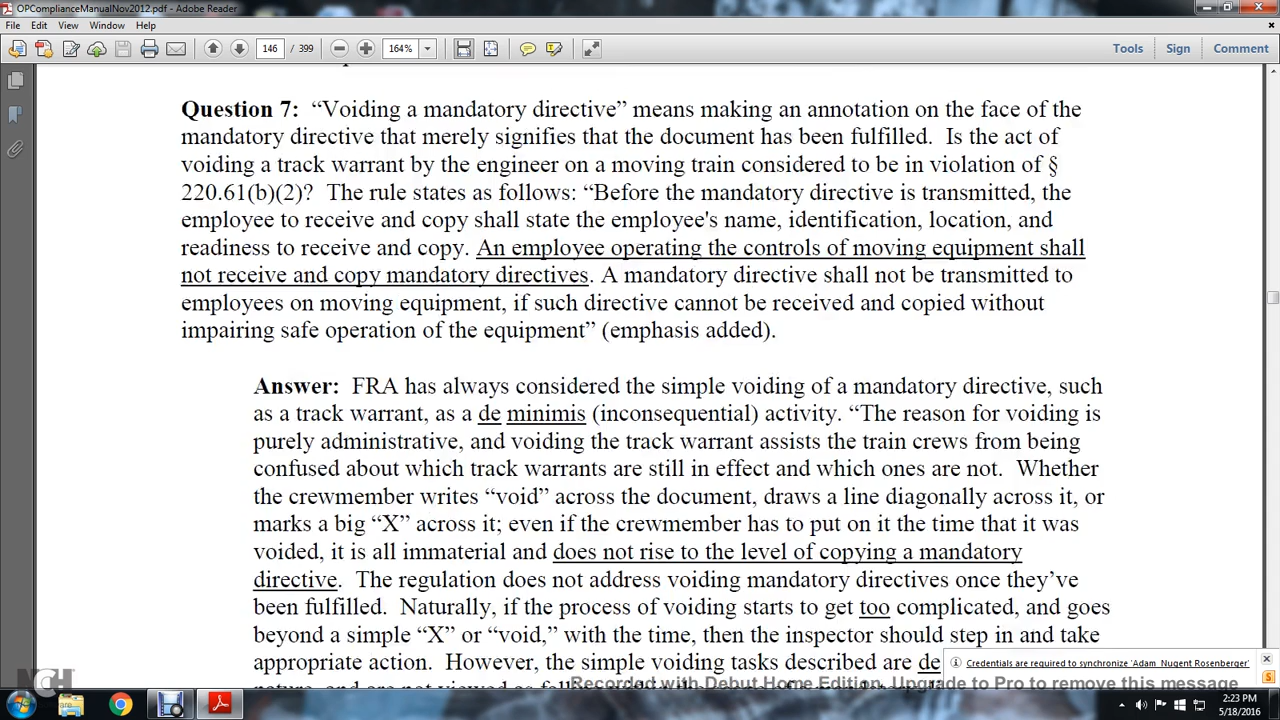 OPComplianceManualNov2012.pdf - Adobe Reader
File Edit View Window Help
146 / 399 164% Tools Sign Comment
Question 7: “Voiding a mandatory directive” means making an annotation on the face of the
mandatory directive that merely signifies that the document has been fulfilled. Is the act of
voiding a track warrant by the engineer on a moving train considered to be in violation of §
220.61(b)(2)? The rule states as follows: “Before the mandatory directive is transmitted, the
employee to receive and copy shall state the employee's name, identification, location, and
readiness to receive and copy. An employee operating the controls of moving equipment shall
not receive and copy mandatory directives. A mandatory directive shall not be transmitted to
employees on moving equipment, if such directive cannot be received and copied without
impairing safe operation of the equipment” (emphasis added).
Answer: FRA has always considered the simple voiding of a mandatory directive, such
as a track warrant, as a de minimis (inconsequential) activity. “The reason for voiding is
purely administrative, and voiding the track warrant assists the train crews from being
confused about which track warrants are still in effect and which ones are not. Whether
the crewmember writes “void” across the document, draws a line diagonally across it, or
marks a big “X” across it; even if the crewmember has to put on it the time that it was
voided, it is all immaterial and does not rise to the level of copying a mandatory
directive. The regulation does not address voiding mandatory directives once they’ve
been fulfilled. Naturally, if the process of voiding starts to get too complicated, and goes
beyond a simple “X” or “void,” with the time, then the inspector should step in and take
appropriate action. However, the simple voiding tasks described are de
Credentials are required to synchronize 'Adam_Nugent Rosenberger'
NCH
Recorded with Debut Home Edition. Upgrade to Pro to remove this message
2:23 PM
5/18/2016